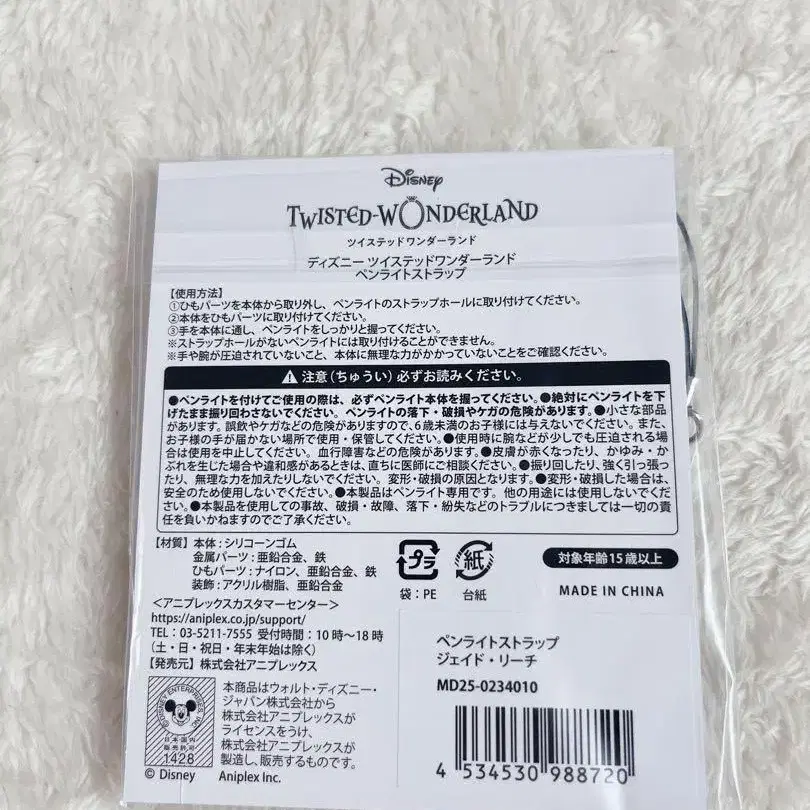 Disney
TWISTED-WONDERLAND
ツイステッドワンダーランド
ディズニー ツイステッドワンダーランド
ペンライトストラップ
【使用方法】
①ひもパーツを本体から取り外し、ペンライトのストラップホールに取り付けてください。
②本体をひもパーツに取り付けてください。
③手を本体に通し、ペンライトをしっかりと握ってください。
※ストラップホールがないペンライトには取り付けることができません。
※手や腕が圧迫されていないこと、本体に無理な力がかかっていないことをご確認ください。
注意（ちゅうい）必ずお読みください。
●ペンライトを付けてご使用の際は、必ずペンライト本体を握ってください。●絶対にペンライトを下
げたまま振り回わさないでください。ペンライトの落下・破損やケガの危険があります。●小さな部品
があります。誤飲やケガなどの危険がありますので、6歳未満のお子様には与えないでください。また、
お子様の手が届かない場所で使用・保管してください。●使用時に腕などが少しでも圧迫される場合
は使用を中止してください。血行障害などの危険があります。●皮膚が赤くなったり、かゆみ・か
ぶれを生じた場合や違和感があるときは、直ちに医師にご相談ください。●振り回したり、強く引っ張っ
たり、無理な力を加えたりしないでください。変形・破損の原因となります。●変形・破損した場合は、
安全のため使用しないでください。●本製品はペンライト専用です。他の用途には使用しないでくだ
さい。●本製品を使用しての事故、破損・故障、落下・紛失などのトラブルにつきましては一切の責
任を負いかねますのでご了承ください。
【材質】本体：シリコーンゴム
金属パーツ：亜鉛合金、鉄
ひもパーツ：ナイロン、亜鉛合金、鉄
装飾：アクリル樹脂、亜鉛合金
プラ
袋：PE
紙
台紙
対象年齢15歳以上
MADE IN CHINA
＜アニプレックスカスタマーセンター＞
https://aniplex.co.jp/support/
TEL：03-5211-7555 受付時間：10時～18時
（土・日・祝日・年末年始は除く）
【発売元】株式会社アニプレックス
ペンライトストラップ
ジェイド・リーチ
MD25-0234010
4 534530 988720
日本国内
販売許可
1428
本商品はウォルト・ディズニー・
ジャパン株式会社から
株式会社アニプレックスが
ライセンスをうけ、
株式会社アニプレックスが
製造し、販売するものです。
© Disney Aniplex Inc.